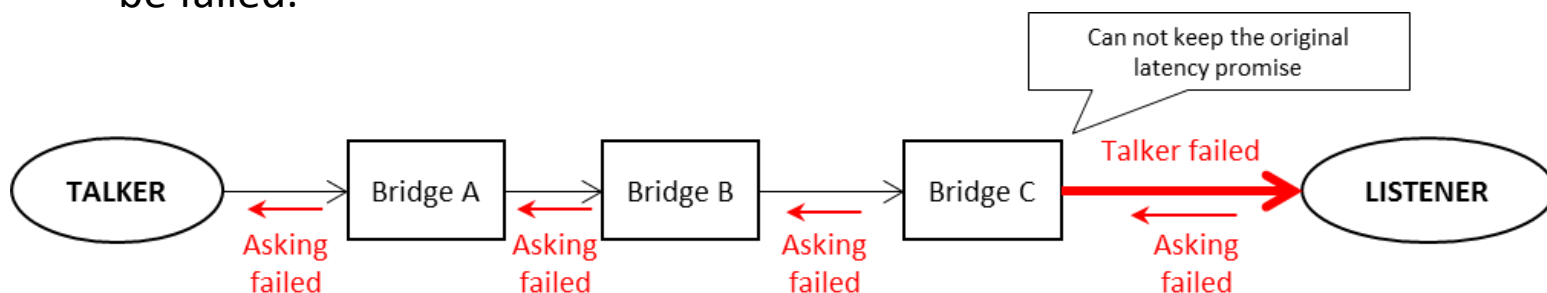 be failed.
Can not keep the original
latency promise
Talker failed
TALKER
Bridge A
Bridge B
Bridge C
LISTENER
Asking
failed
Asking
failed
Asking
failed
Asking
failed